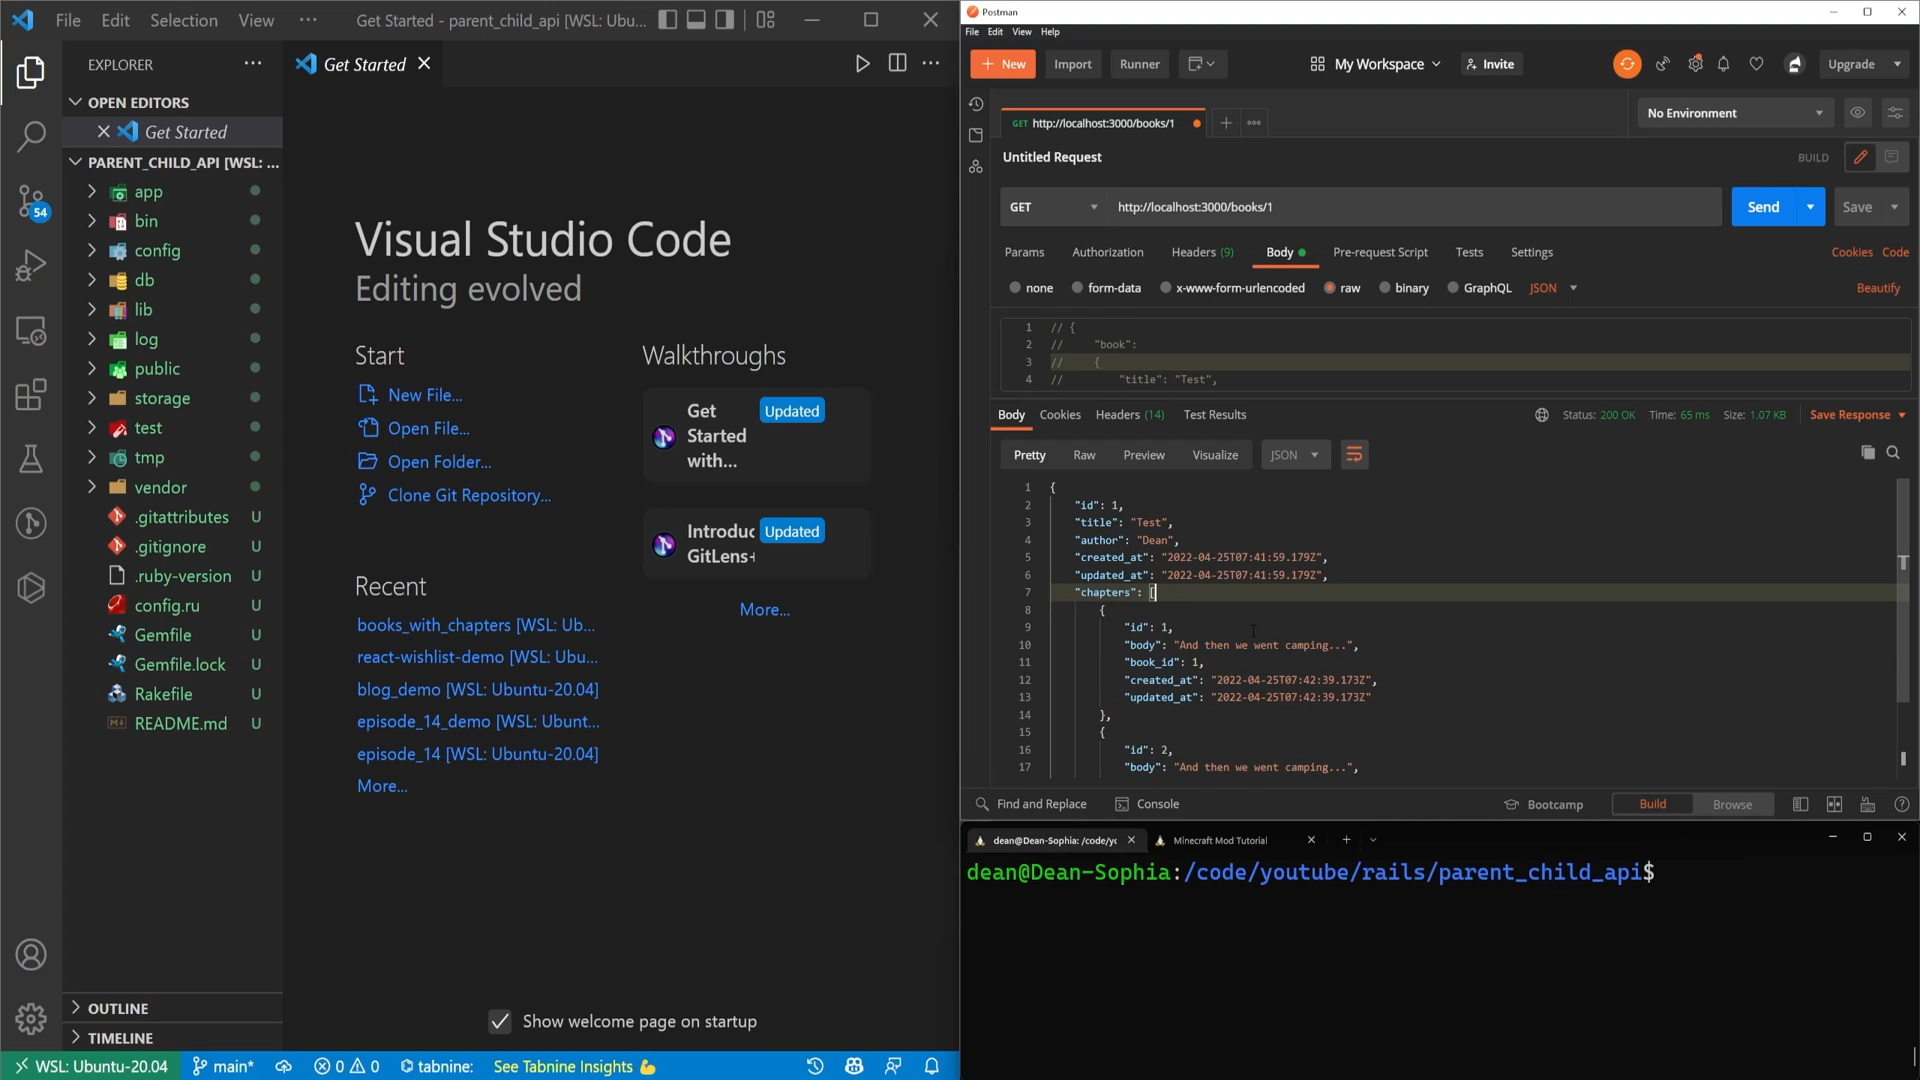 File Edit Selection View ··· Get Started - parent_child_api [WSL: Ubu...
EXPLORER ···
Get Started
OPEN EDITORS
Get Started
PARENT_CHILD_API [WSL: ...
app
bin
54
config
db
lib
log
public
storage
test
tmp
vendor
.gitattributes U
.gitignore U
.ruby-version U
config.ru U
Gemfile U
Gemfile.lock U
Rakefile U
README.md U
OUTLINE
TIMELINE
Visual Studio Code
Editing evolved
Start
New File...
Open File...
Open Folder...
Clone Git Repository...
Recent
books_with_chapters [WSL: Ub...
react-wishlist-demo [WSL: Ubu...
blog_demo [WSL: Ubuntu-20.04]
episode_14_demo [WSL: Ubunt...
episode_14 [WSL: Ubuntu-20.04]
More...
Walkthroughs
Get Started with... Updated
Introduc Updated
GitLens+
More...
Show welcome page on startup
WSL: Ubuntu-20.04 main* 0 0 tabnine: See Tabnine Insights 💪
Postman
File Edit View Help
+ New Import Runner My Workspace Invite Upgrade
GET http://localhost:3000/books/1 No Environment
Untitled Request BUILD
GET http://localhost:3000/books/1 Send Save
Params Authorization Headers (9) Body Pre-request Script Tests Settings Cookies Code
none form-data x-www-form-urlencoded raw binary GraphQL JSON Beautify
1 // {
2 // "book":
3 // {
4 // "title": "Test",
Body Cookies Headers (14) Test Results Status: 200 OK Time: 65 ms Size: 1.07 KB Save Response
Pretty Raw Preview Visualize JSON
1 {
2 "id": 1,
3 "title": "Test",
4 "author": "Dean",
5 "created_at": "2022-04-25T07:41:59.179Z",
6 "updated_at": "2022-04-25T07:41:59.179Z",
7 "chapters": [
8 {
9 "id": 1,
10 "body": "And then we went camping...",
11 "book_id": 1,
12 "created_at": "2022-04-25T07:42:39.173Z",
13 "updated_at": "2022-04-25T07:42:39.173Z"
14 },
15 {
16 "id": 2,
17 "body": "And then we went camping...",
Find and Replace Console Bootcamp Build Browse
dean@Dean-Sophia: /code/yc Minecraft Mod Tutorial
dean@Dean-Sophia:/code/youtube/rails/parent_child_api$